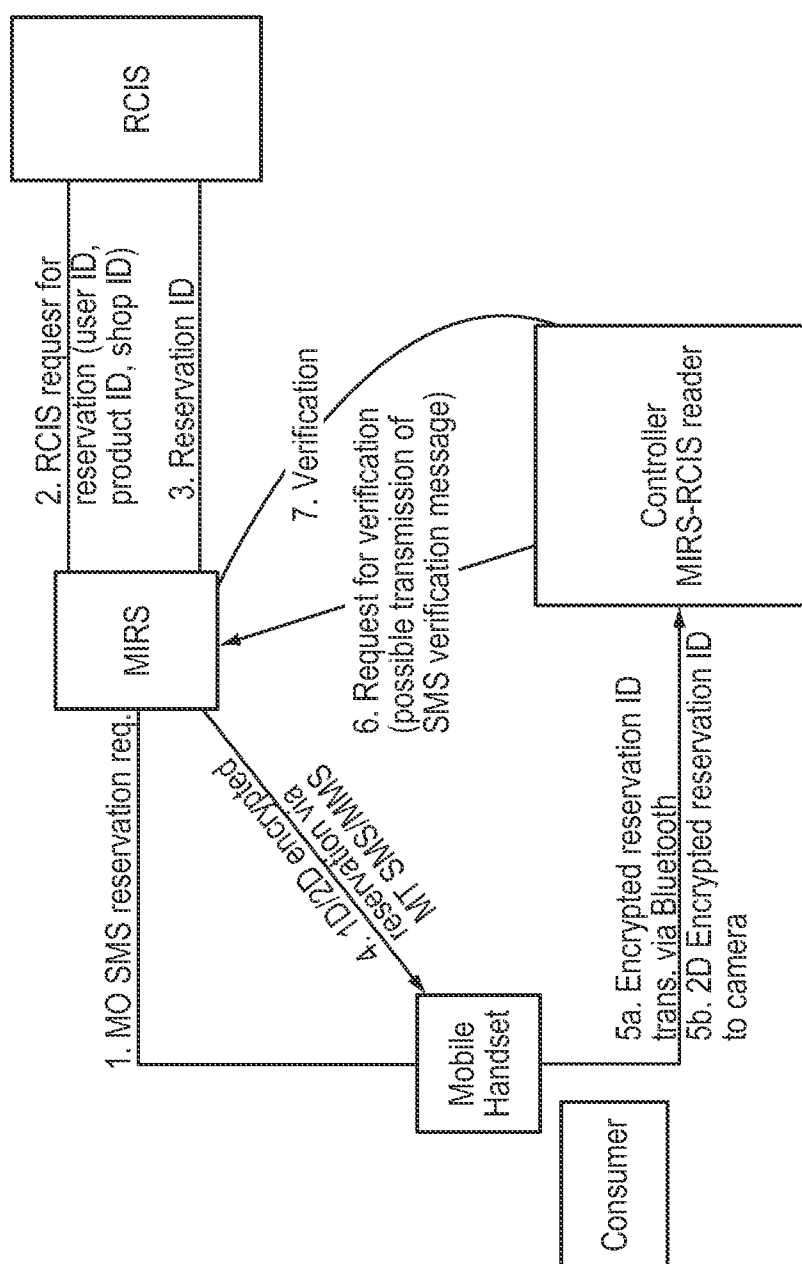 RCIS
2. RCIS requesr for
reservation (user ID,
product ID, shop ID)
3. Reservation ID
MIRS
7. Verification
Controller
MIRS-RCIS reader
6. Request for verification
(possible transmission of
SMS verification message)
1. MO SMS reservation req.
4. 1D/2D encrypted
reservation via
MT SMS/MMS
Mobile
Handset
5a. Encrypted reservation ID
trans. via Bluetooth
5b. 2D Encrypted reservation ID
to camera
Consumer